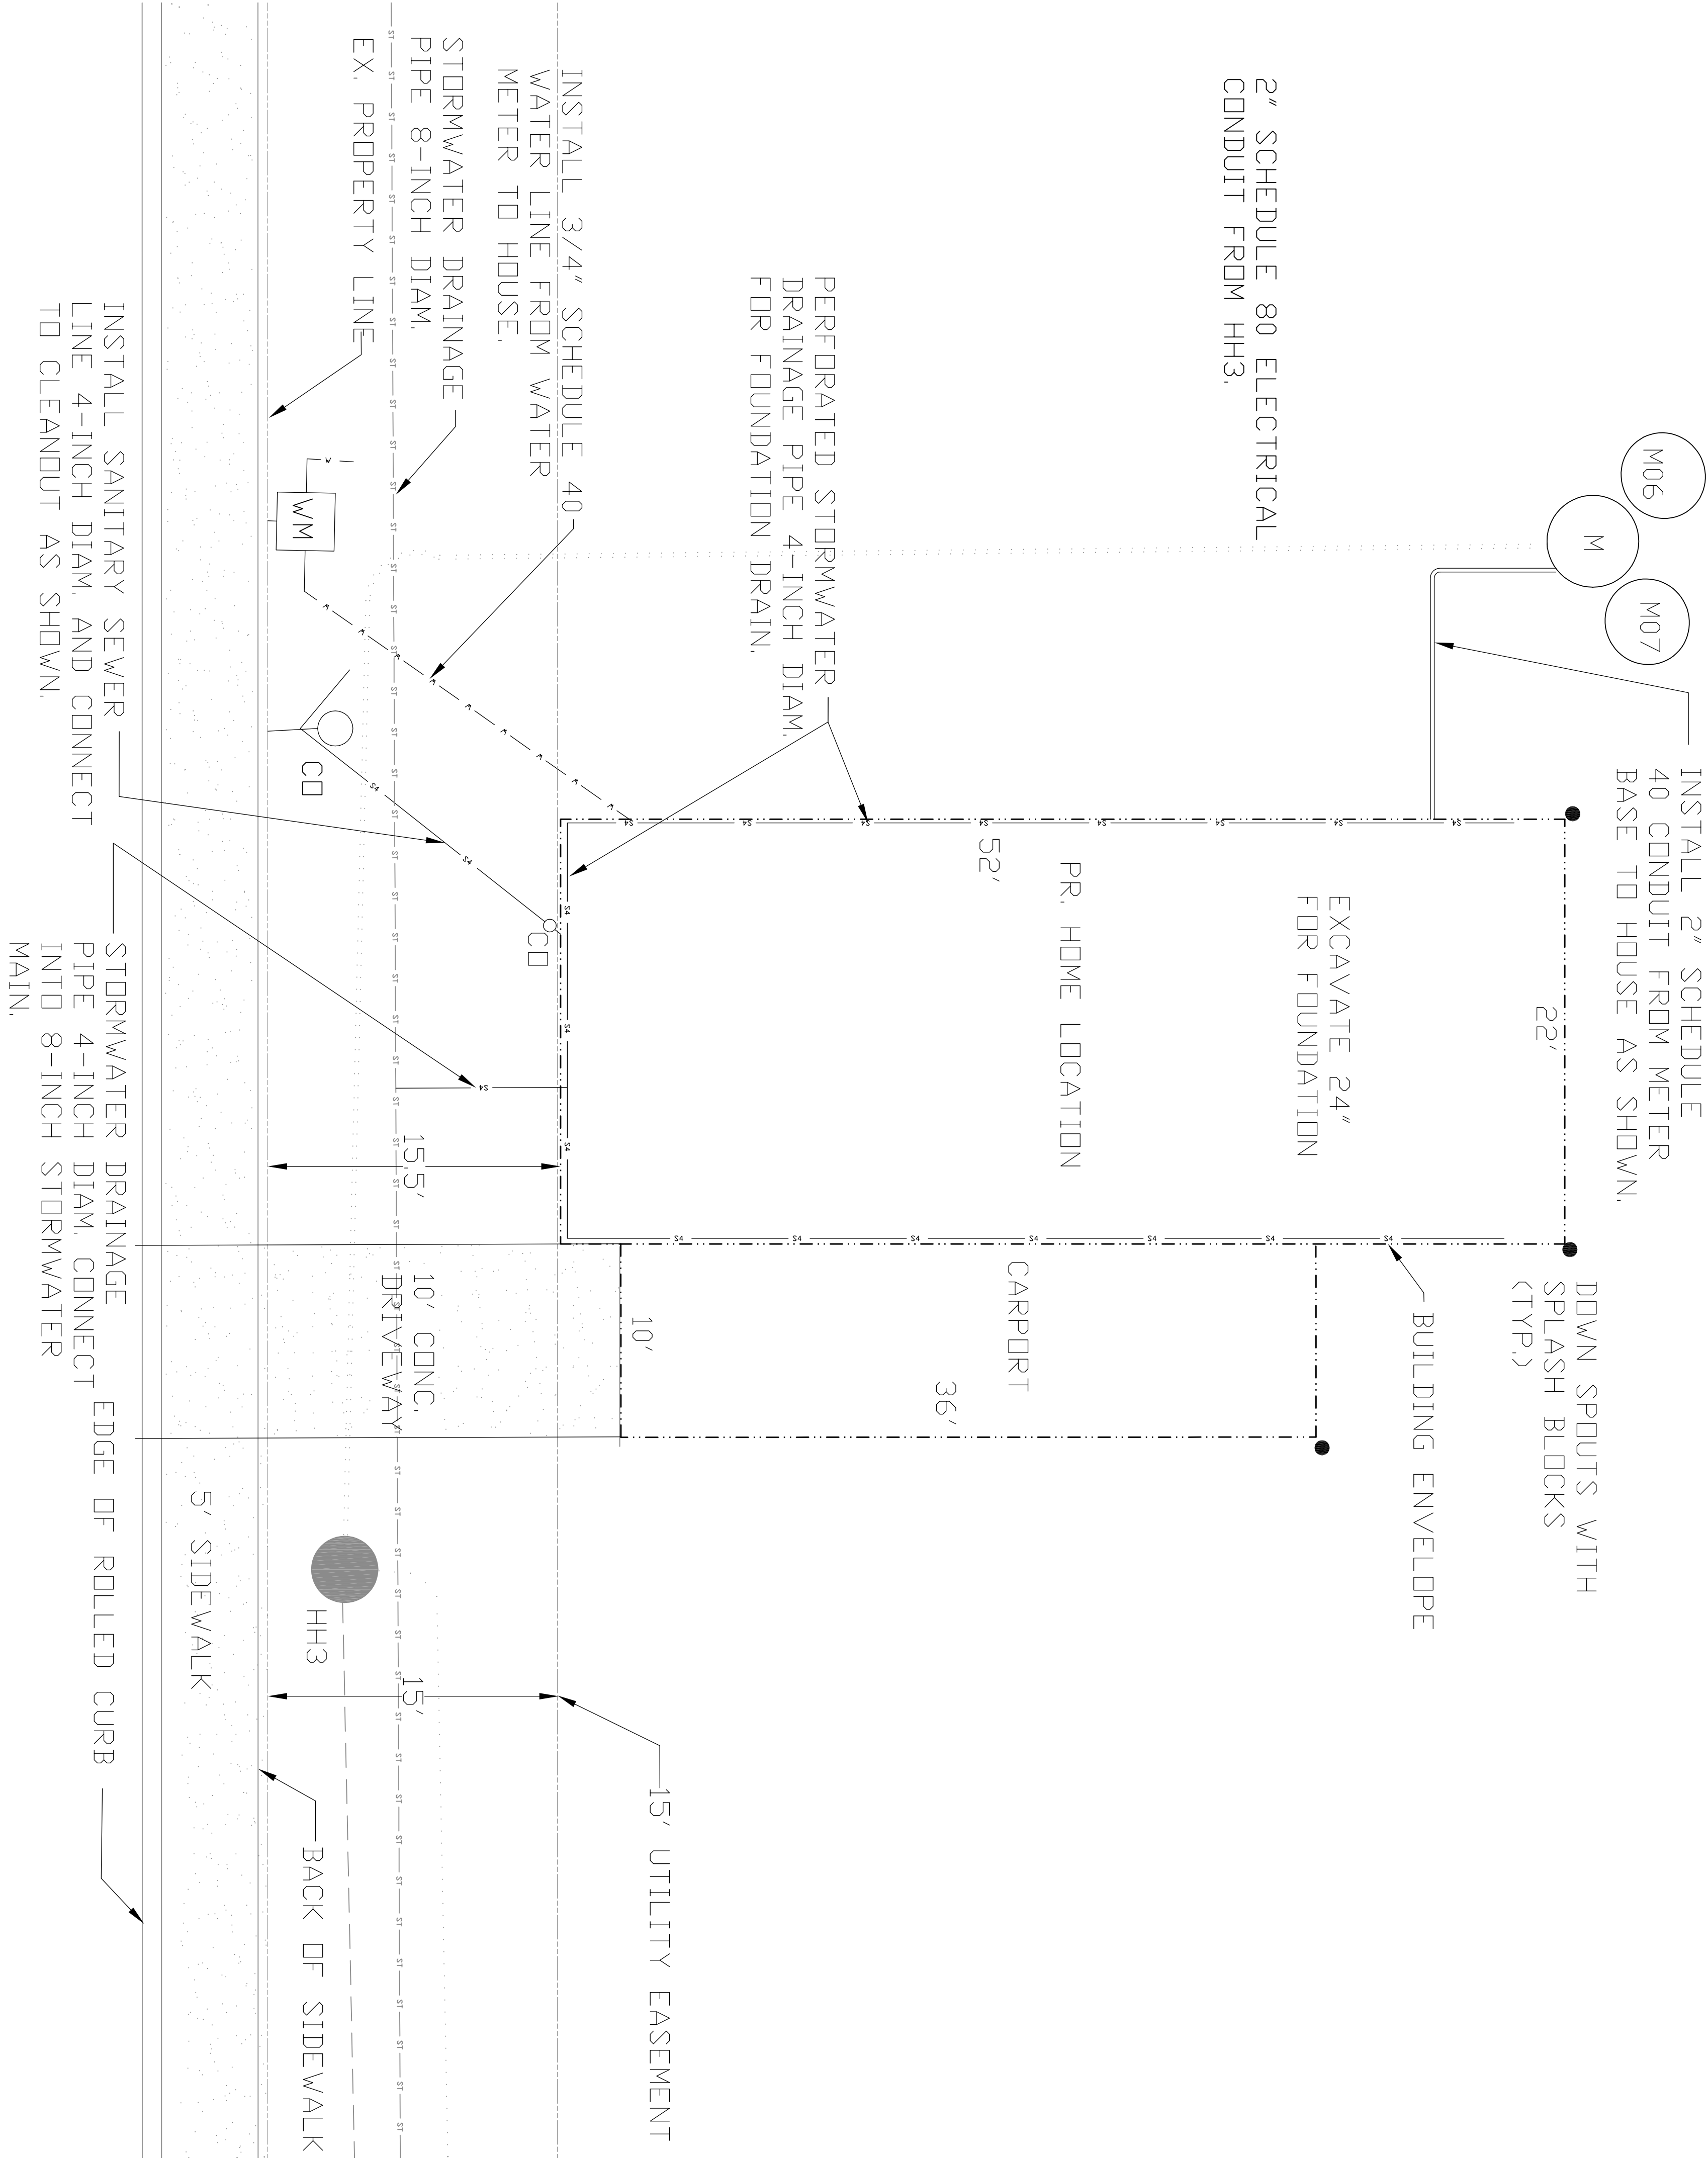 INSTALL 2" SCHEDULE
40 CONDUIT FROM METER
BASE TO HOUSE AS SHOWN.
M06
M
M07
2" SCHEDULE 80 ELECTRICAL
CONDUIT FROM HH3.
22'
DOWN SPOUTS WITH
SPLASH BLOCKS
(TYP.)
BUILDING ENVELOPE
EXCAVATE 24"
FOR FOUNDATION
PR. HOME LOCATION
52'
CARPORT
36'
10'
PERFORATED STORMWATER
DRAINAGE PIPE 4-INCH DIAM.
FOR FOUNDATION DRAIN.
15' UTILITY EASEMENT
INSTALL 3/4" SCHEDULE 40
WATER LINE FROM WATER
METER TO HOUSE.
CO
STORMWATER DRAINAGE
PIPE 8-INCH DIAM.
15.5'
10' CONC.
DRIVEWAY
15'
EX. PROPERTY LINE
WM
CO
HH3
BACK OF SIDEWALK
5' SIDEWALK
INSTALL SANITARY SEWER
LINE 4-INCH DIAM. AND CONNECT
TO CLEANOUT AS SHOWN.
STORMWATER DRAINAGE
PIPE 4-INCH DIAM. CONNECT
INTO 8-INCH STORMWATER
MAIN.
EDGE OF ROLLED CURB